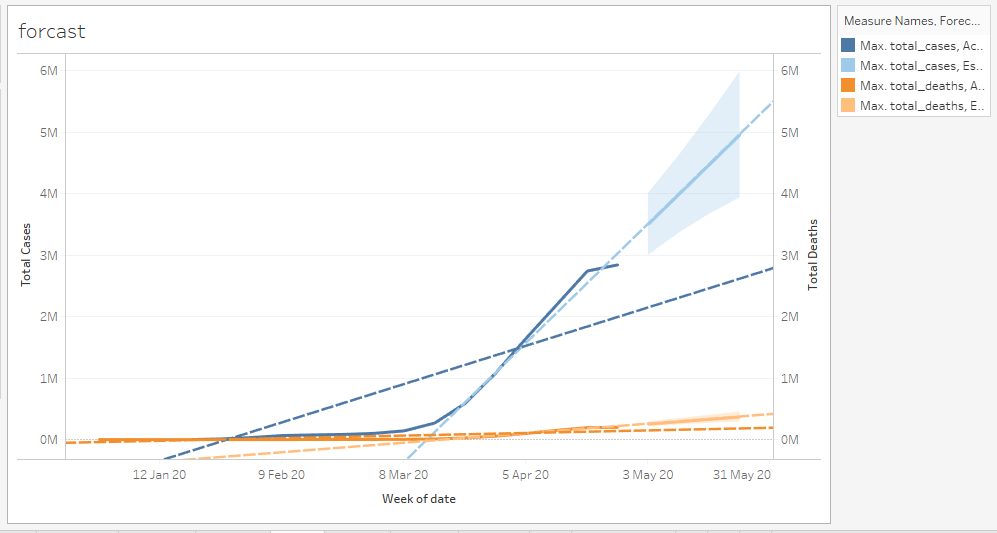 forcast
Measure Names, Forec...
Max. total_cases, Ac..
Max. total_cases, Es..
Max. total_deaths, A..
Max. total_deaths, E..
6M
5M
4M
3M
2M
1M
0M
Total Cases
6M
5M
4M
3M
2M
1M
0M
Total Deaths
12 Jan 20
9 Feb 20
8 Mar 20
5 Apr 20
3 May 20
31 May 20
Week of date